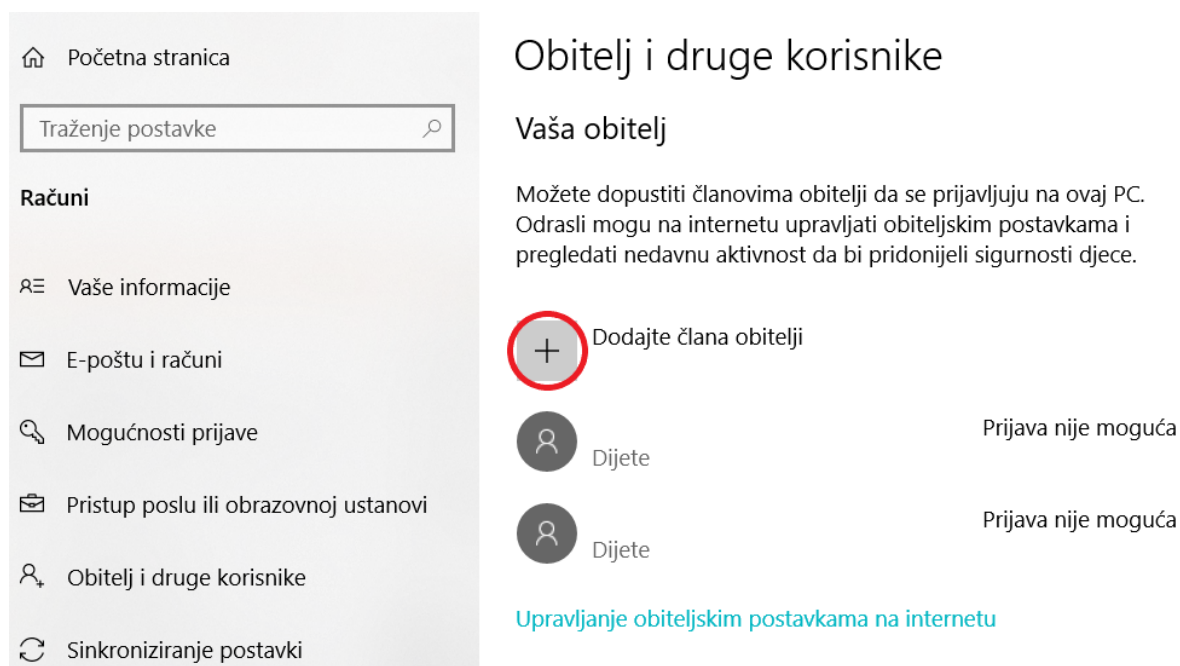 Početna stranica
Traženje postavke
Računi
Vaše informacije
E-poštu i računi
Mogućnosti prijave
Pristup poslu ili obrazovnoj ustanovi
Obitelj i druge korisnike
Sinkroniziranje postavki
Obitelj i druge korisnike
Vaša obitelj
Možete dopustiti članovima obitelji da se prijavljuju na ovaj PC.
Odrasli mogu na internetu upravljati obiteljskim postavkama i
pregledati nedavnu aktivnost da bi pridonijeli sigurnosti djece.
Dodajte člana obitelji
Prijava nije moguća
Dijete
Prijava nije moguća
Dijete
Upravljanje obiteljskim postavkama na internetu